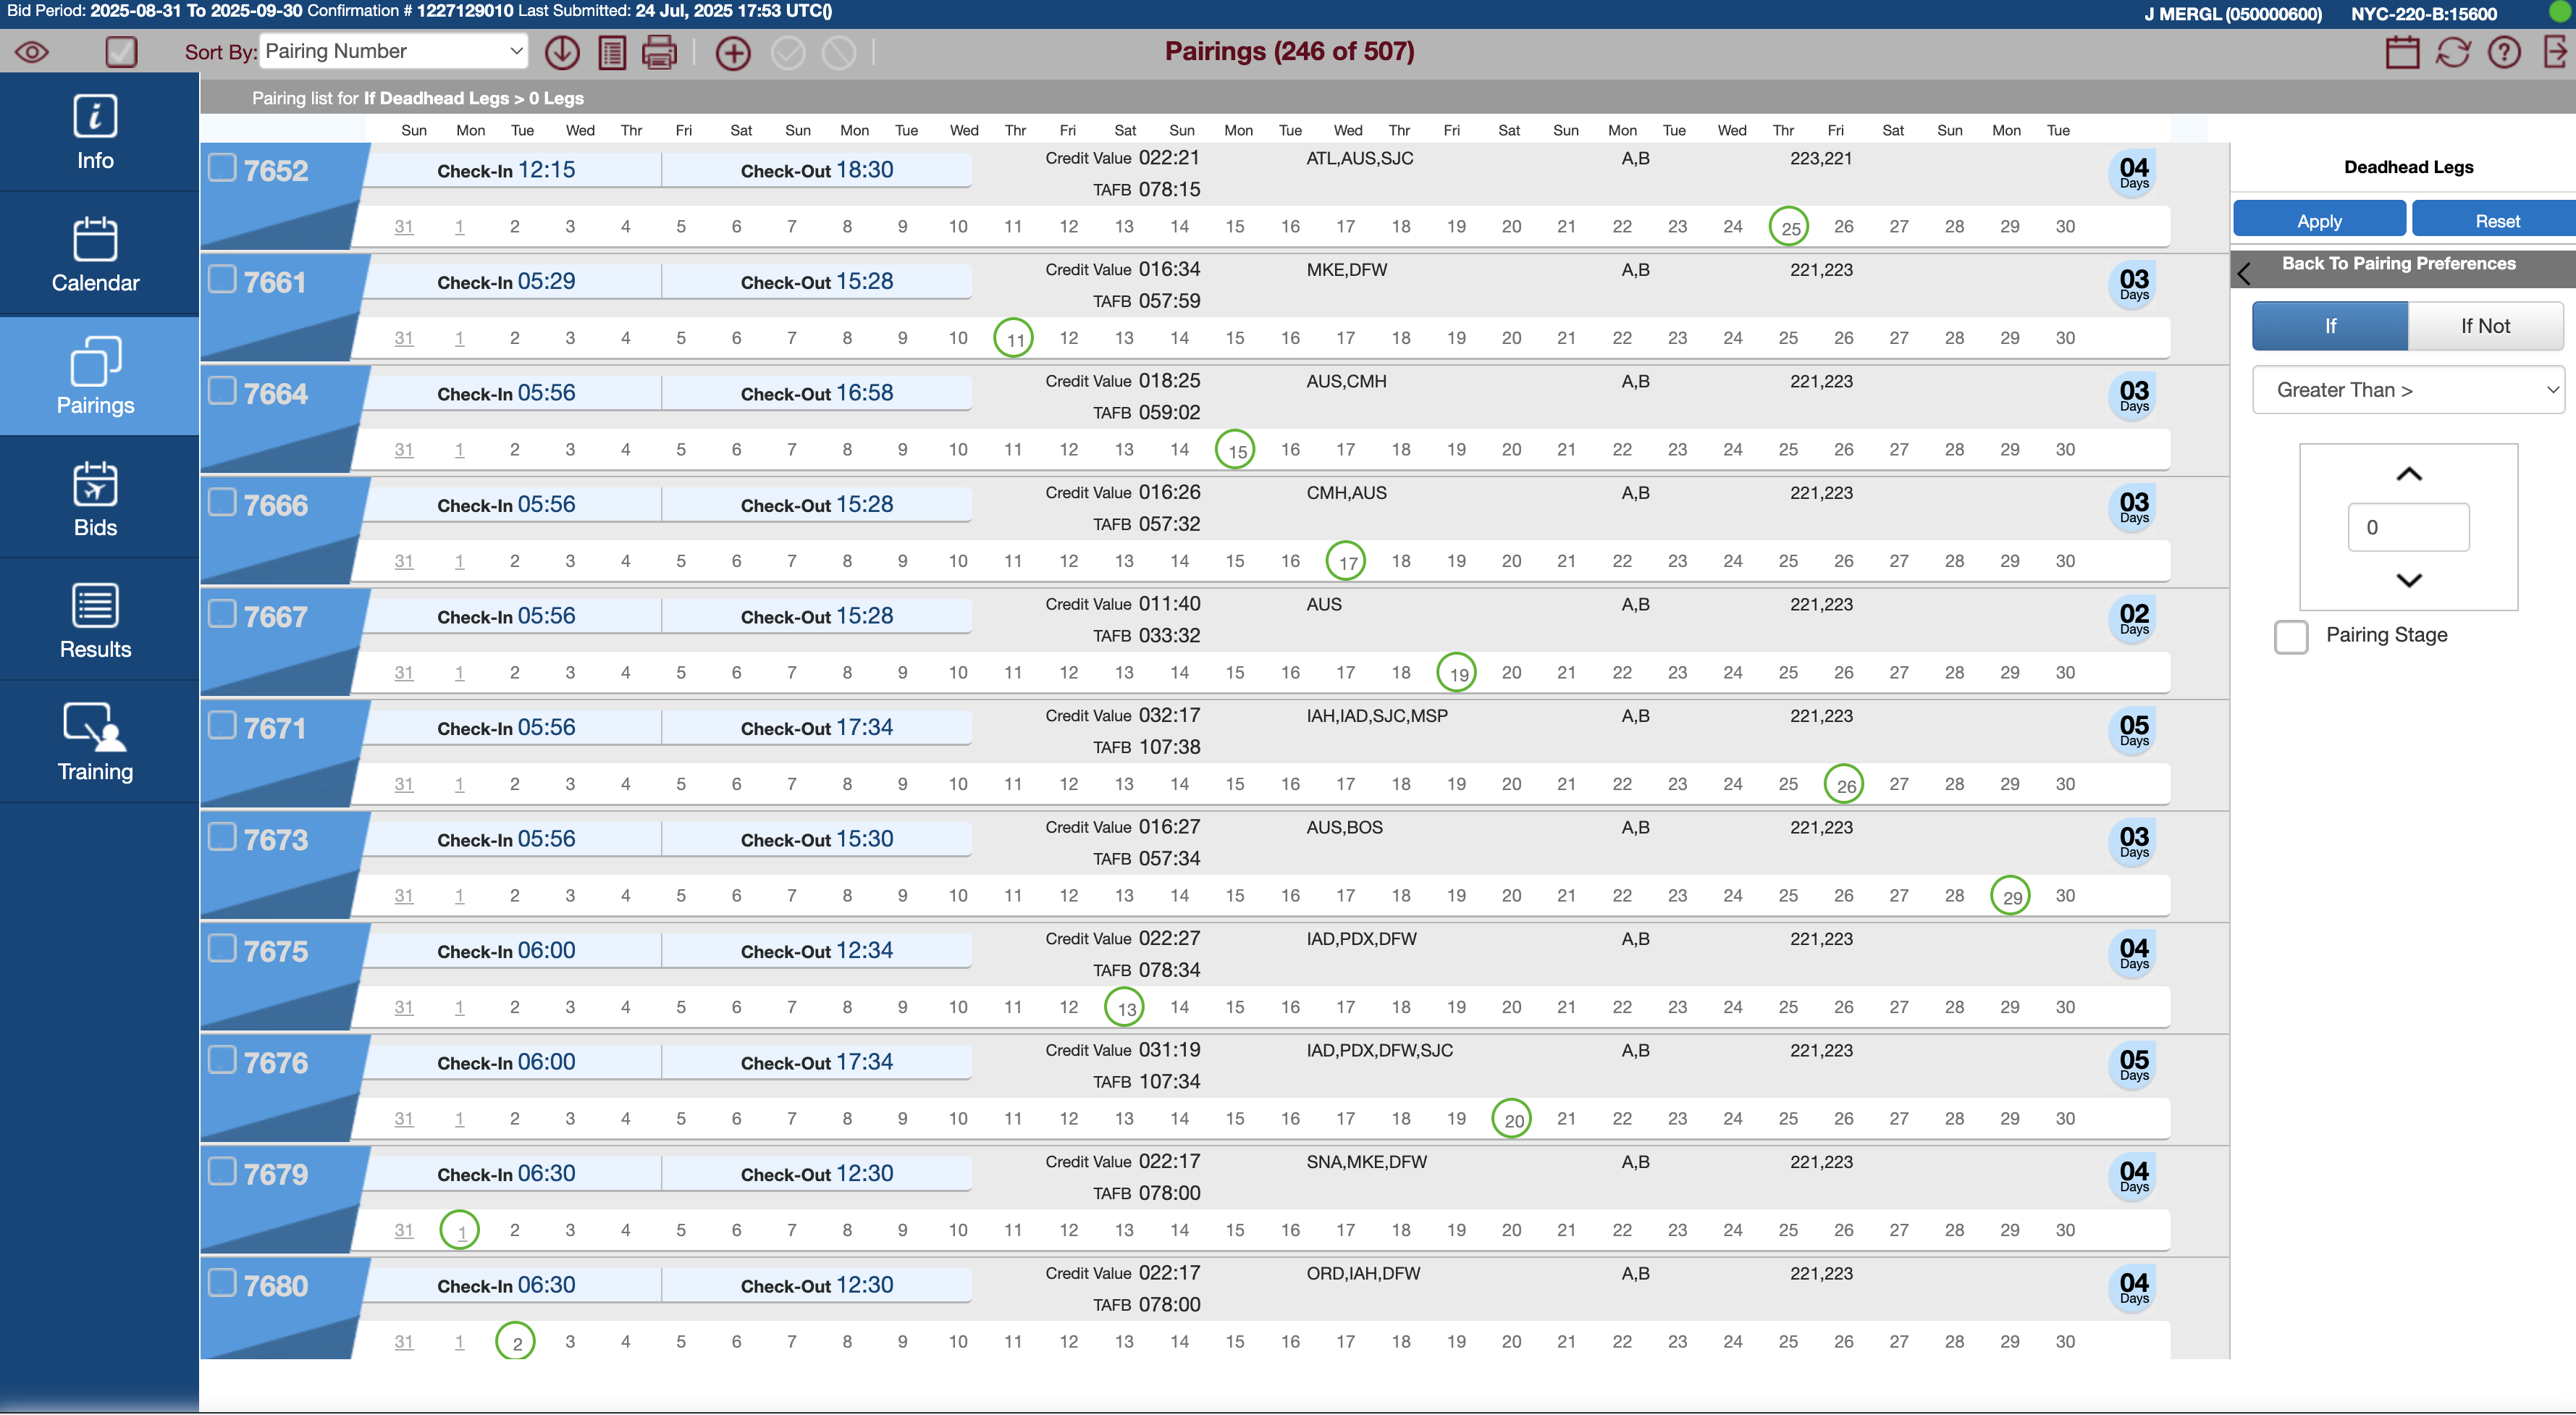 Bid Period: 2025-08-31 To 2025-09-30 Confirmation # 1227129010 Last Submitted: 24 Jul, 2025 17:53 UTC() J MERGL (050000600) NYC-220-B:15600
Sort By: Pairing Number Pairings (246 of 507)
Pairing list for If Deadhead Legs > 0 Legs
Info
Calendar
Pairings
Bids
Results
Training
Sun Mon Tue Wed Thr Fri Sat Sun Mon Tue Wed Thr Fri Sat Sun Mon Tue Wed Thr Fri Sat Sun Mon Tue Wed Thr Fri Sat Sun Mon Tue
7652 Check-In 12:15 Check-Out 18:30 Credit Value 022:21 ATL,AUS,SJC A,B 223,221 04 Days
TAFB 078:15
31 1 2 3 4 5 6 7 8 9 10 11 12 13 14 15 16 17 18 19 20 21 22 23 24 25 26 27 28 29 30
7661 Check-In 05:29 Check-Out 15:28 Credit Value 016:34 MKE,DFW A,B 221,223 03 Days
TAFB 057:59
31 1 2 3 4 5 6 7 8 9 10 11 12 13 14 15 16 17 18 19 20 21 22 23 24 25 26 27 28 29 30
7664 Check-In 05:56 Check-Out 16:58 Credit Value 018:25 AUS,CMH A,B 221,223 03 Days
TAFB 059:02
31 1 2 3 4 5 6 7 8 9 10 11 12 13 14 15 16 17 18 19 20 21 22 23 24 25 26 27 28 29 30
7666 Check-In 05:56 Check-Out 15:28 Credit Value 016:26 CMH,AUS A,B 221,223 03 Days
TAFB 057:32
31 1 2 3 4 5 6 7 8 9 10 11 12 13 14 15 16 17 18 19 20 21 22 23 24 25 26 27 28 29 30
7667 Check-In 05:56 Check-Out 15:28 Credit Value 011:40 AUS A,B 221,223 02 Days
TAFB 033:32
31 1 2 3 4 5 6 7 8 9 10 11 12 13 14 15 16 17 18 19 20 21 22 23 24 25 26 27 28 29 30
7671 Check-In 05:56 Check-Out 17:34 Credit Value 032:17 IAH,IAD,SJC,MSP A,B 221,223 05 Days
TAFB 107:38
31 1 2 3 4 5 6 7 8 9 10 11 12 13 14 15 16 17 18 19 20 21 22 23 24 25 26 27 28 29 30
7673 Check-In 05:56 Check-Out 15:30 Credit Value 016:27 AUS,BOS A,B 221,223 03 Days
TAFB 057:34
31 1 2 3 4 5 6 7 8 9 10 11 12 13 14 15 16 17 18 19 20 21 22 23 24 25 26 27 28 29 30
7675 Check-In 06:00 Check-Out 12:34 Credit Value 022:27 IAD,PDX,DFW A,B 221,223 04 Days
TAFB 078:34
31 1 2 3 4 5 6 7 8 9 10 11 12 13 14 15 16 17 18 19 20 21 22 23 24 25 26 27 28 29 30
7676 Check-In 06:00 Check-Out 17:34 Credit Value 031:19 IAD,PDX,DFW,SJC A,B 221,223 05 Days
TAFB 107:34
31 1 2 3 4 5 6 7 8 9 10 11 12 13 14 15 16 17 18 19 20 21 22 23 24 25 26 27 28 29 30
7679 Check-In 06:30 Check-Out 12:30 Credit Value 022:17 SNA,MKE,DFW A,B 221,223 04 Days
TAFB 078:00
31 1 2 3 4 5 6 7 8 9 10 11 12 13 14 15 16 17 18 19 20 21 22 23 24 25 26 27 28 29 30
7680 Check-In 06:30 Check-Out 12:30 Credit Value 022:17 ORD,IAH,DFW A,B 221,223 04 Days
TAFB 078:00
31 1 2 3 4 5 6 7 8 9 10 11 12 13 14 15 16 17 18 19 20 21 22 23 24 25 26 27 28 29 30
Deadhead Legs
Apply Reset
Back To Pairing Preferences
If If Not
Greater Than >
0
Pairing Stage